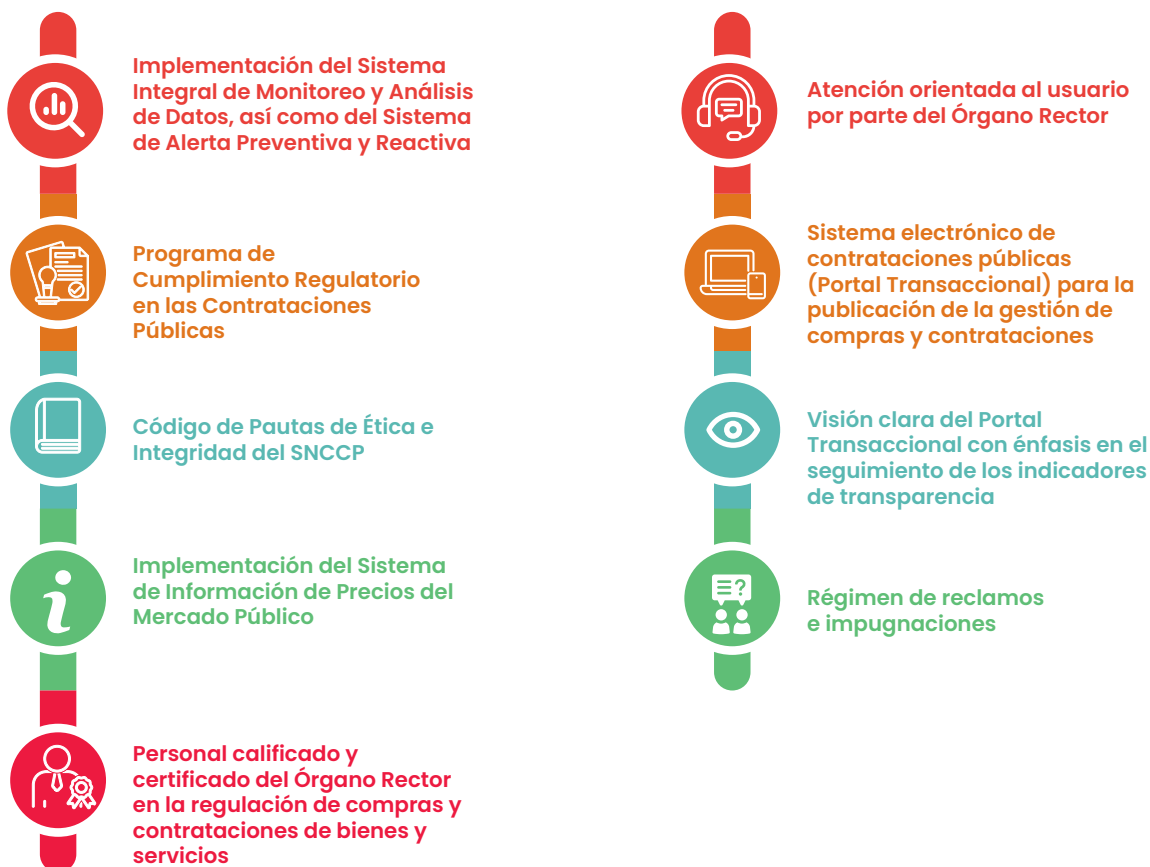 Implementación del Sistema
Integral de Monitoreo y Análisis
de Datos, así como del Sistema
de Alerta Preventiva y Reactiva
Programa de
Cumplimiento Regulatorio
en las Contrataciones
Públicas
Código de Pautas de Ética e
Integridad del SNCCP
Implementación del Sistema
de Información de Precios del
Mercado Público
Personal calificado y
certificado del Órgano Rector
en la regulación de compras y
contrataciones de bienes y
servicios
Atención orientada al usuario
por parte del Órgano Rector
Sistema electrónico de
contrataciones públicas
(Portal Transaccional) para la
publicación de la gestión de
compras y contrataciones
Visión clara del Portal
Transaccional con énfasis en el
seguimiento de los indicadores
de transparencia
Régimen de reclamos
e impugnaciones